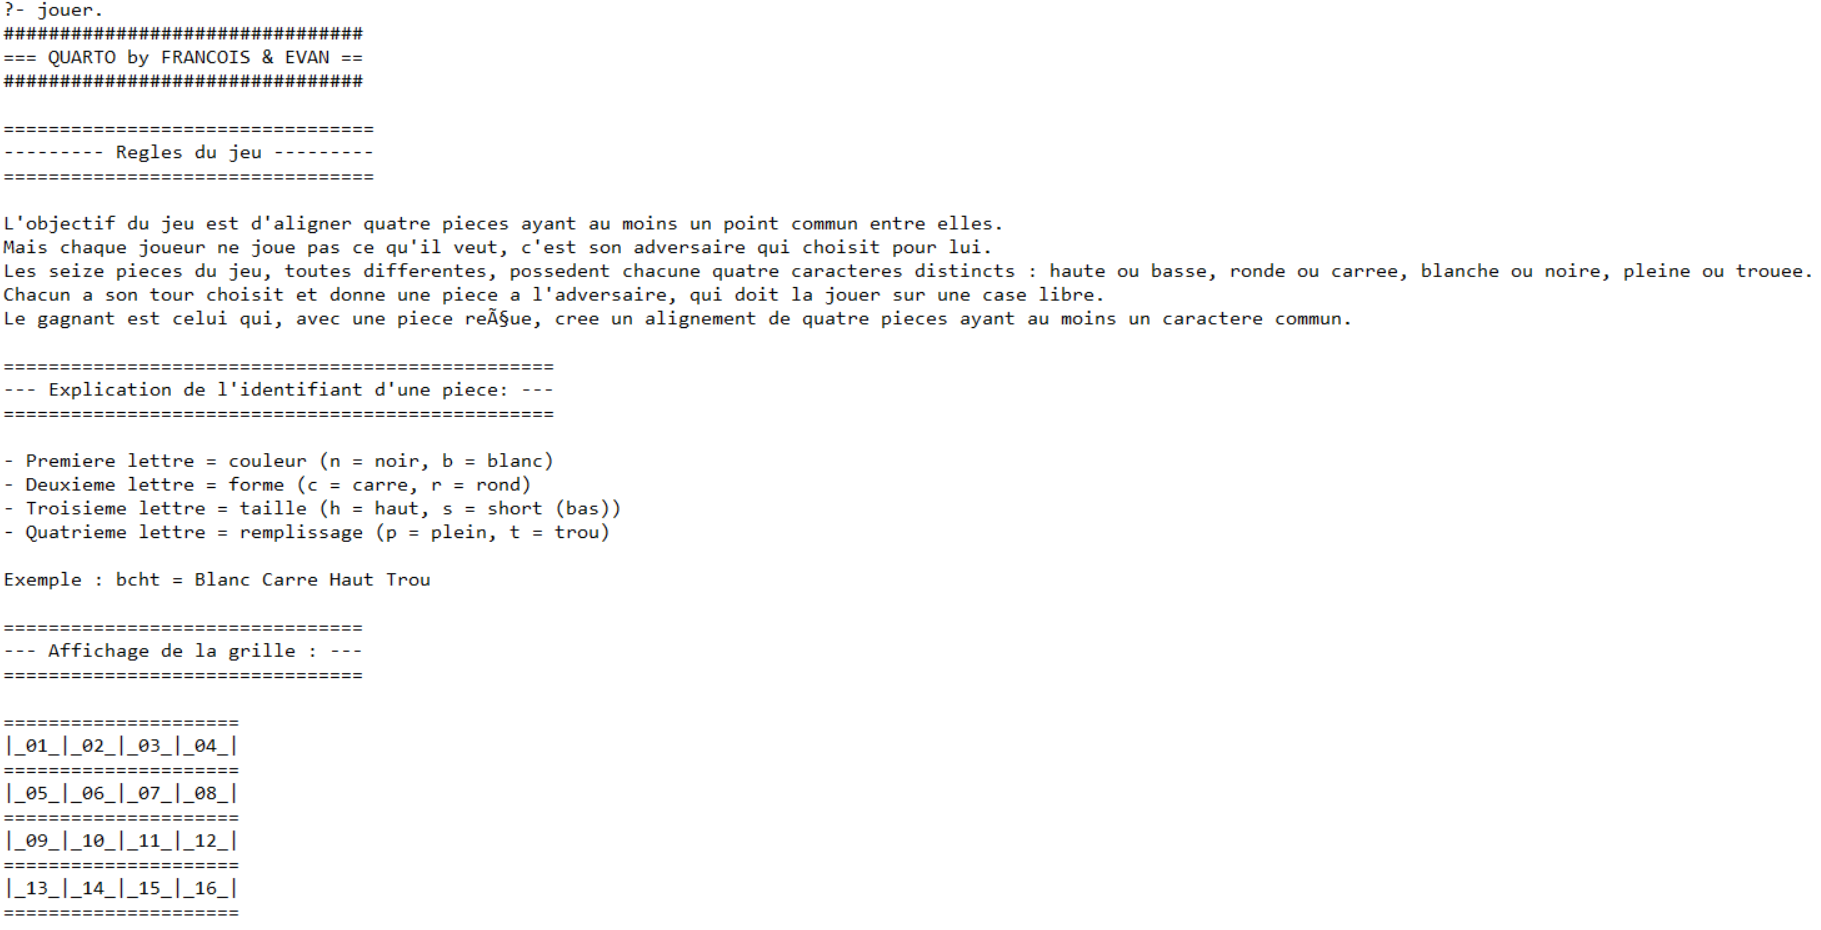 ?- jouer.
################################
=== QUARTO by FRANCOIS & EVAN ==
################################
=================================
--------- Regles du jeu ---------
=================================
L'objectif du jeu est d'aligner quatre pieces ayant au moins un point commun entre elles.
Mais chaque joueur ne joue pas ce qu'il veut, c'est son adversaire qui choisit pour lui.
Les seize pieces du jeu, toutes differentes, possedent chacune quatre caracteres distincts : haute ou basse, ronde ou carree, blanche ou noire, pleine ou trouee.
Chacun a son tour choisit et donne une piece a l'adversaire, qui doit la jouer sur une case libre.
Le gagnant est celui qui, avec une piece reÃ§ue, cree un alignement de quatre pieces ayant au moins un caractere commun.
=================================================
--- Explication de l'identifiant d'une piece: ---
=================================================
- Premiere lettre = couleur (n = noir, b = blanc)
- Deuxieme lettre = forme (c = carre, r = rond)
- Troisieme lettre = taille (h = haut, s = short (bas))
- Quatrieme lettre = remplissage (p = plein, t = trou)
Exemple : bcht = Blanc Carre Haut Trou
================================
--- Affichage de la grille : ---
================================
=====================
|_01_|_02_|_03_|_04_|
=====================
|_05_|_06_|_07_|_08_|
=====================
|_09_|_10_|_11_|_12_|
=====================
|_13_|_14_|_15_|_16_|
=====================